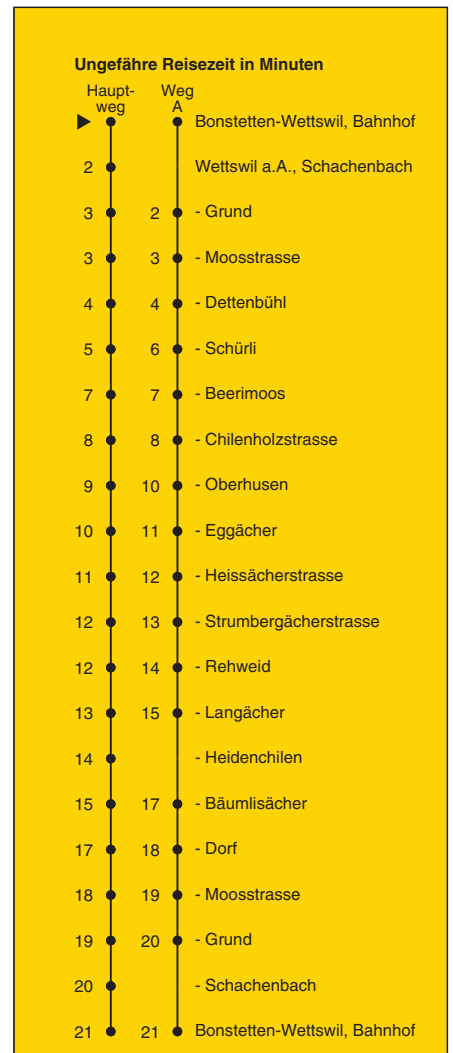 Ungefähre Reisezeit in Minuten
Haupt- Weg
weg A
Bonstetten-Wettswil, Bahnhof
2 Wettswil a.A., Schachenbach
3 2 - Grund
3 3 - Moosstrasse
4 4 - Dettenbühl
5 6 - Schürli
7 7 - Beerimoos
8 8 - Chilenholzstrasse
9 10 - Oberhusen
10 11 - Eggächer
11 12 - Heissächerstrasse
12 13 - Strumbergächerstrasse
12 14 - Rehweid
13 15 - Langächer
14 - Heidenchilen
15 17 - Bäumlisächer
17 18 - Dorf
18 19 - Moosstrasse
19 20 - Grund
20 - Schachenbach
21 21 Bonstetten-Wettswil, Bahnhof